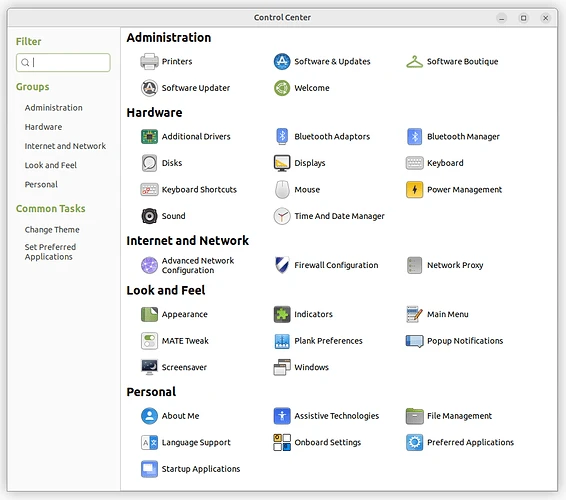 Control Center
Filter
Groups
Administration
Hardware
Internet and Network
Look and Feel
Personal
Common Tasks
Change Theme
Set Preferred
Applications
Administration
Printers
Software & Updates
Software Boutique
Software Updater
Welcome
Hardware
Additional Drivers
Bluetooth Adaptors
Bluetooth Manager
Disks
Displays
Keyboard
Keyboard Shortcuts
Mouse
Power Management
Sound
Time And Date Manager
Internet and Network
Advanced Network
Configuration
Firewall Configuration
Network Proxy
Look and Feel
Appearance
Indicators
Main Menu
MATE Tweak
Plank Preferences
Popup Notifications
Screensaver
Windows
Personal
About Me
Assistive Technologies
File Management
Language Support
Onboard Settings
Preferred Applications
Startup Applications